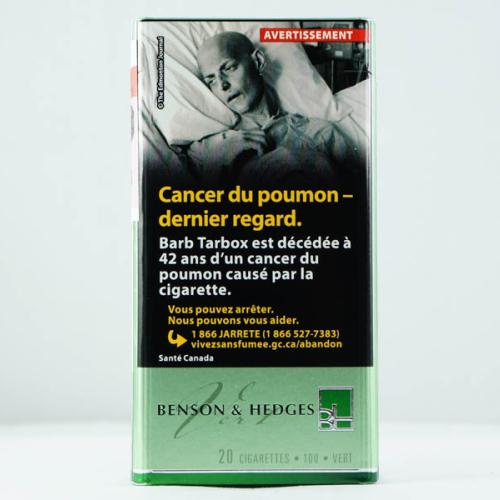 AVERTISSEMENT
© The Edmonton Journal
Cancer du poumon –
dernier regard.
Barb Tarbox est décédée à
42 ans d'un cancer du
poumon causé par la
cigarette.
Vous pouvez arrêter.
Nous pouvons vous aider.
1 866 JARRETE (1 866 527-7383)
vivezsansfumee.gc.ca/abandon
Santé Canada
BENSON & HEDGES
B&H
20 CIGARETTES • 100 • VERT